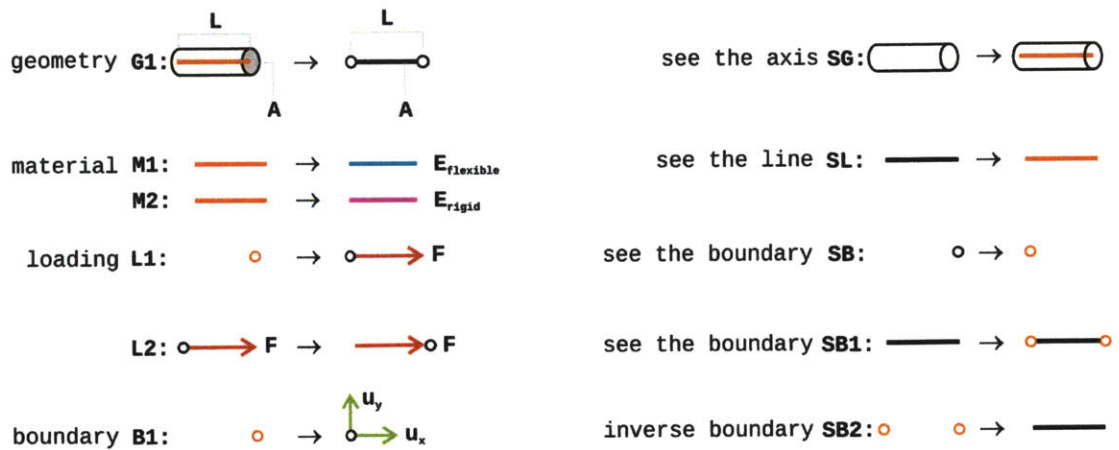 L L
geometry G1: → see the axis SG: →
A A
material M1: → E_flexible see the line SL: →
M2: → E_rigid
loading L1: → F see the boundary SB: →
L2: F → F see the boundary SB1: →
u_y
boundary B1: → u_x inverse boundary SB2: →